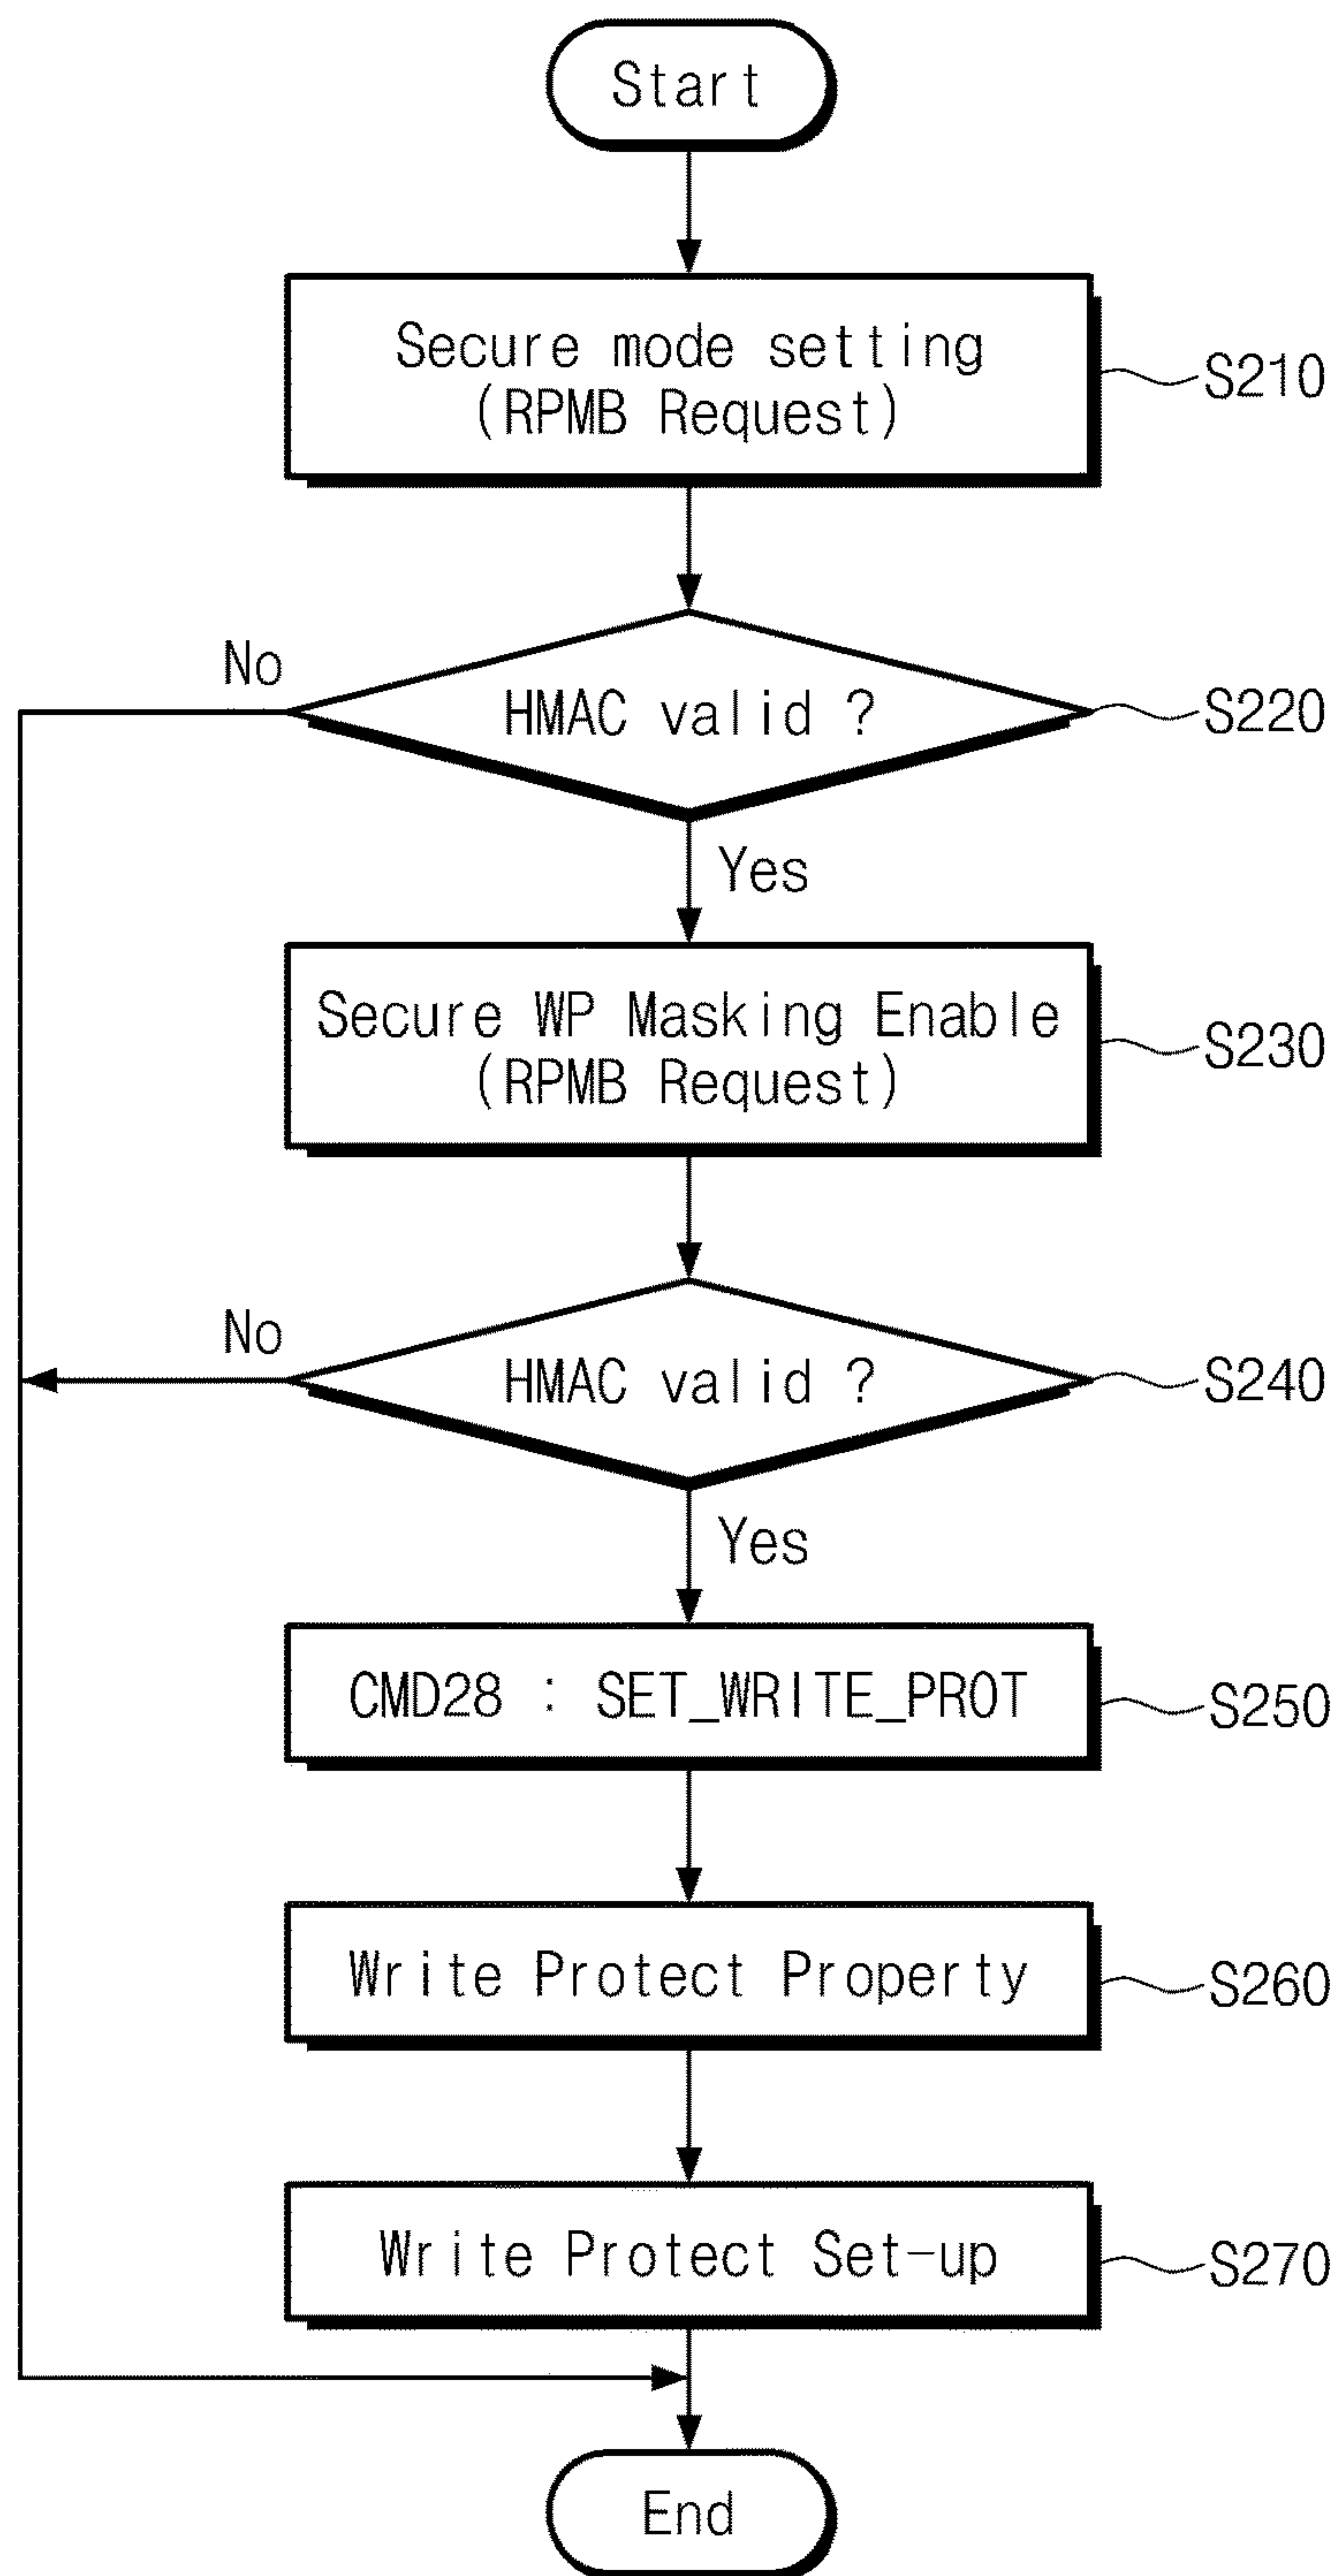 Start
Secure mode setting
(RPMB Request)
S210
No
HMAC valid ?
S220
Yes
Secure WP Masking Enable
(RPMB Request)
S230
No
HMAC valid ?
S240
Yes
CMD28 : SET_WRITE_PROT
S250
Write Protect Property
S260
Write Protect Set-up
S270
End